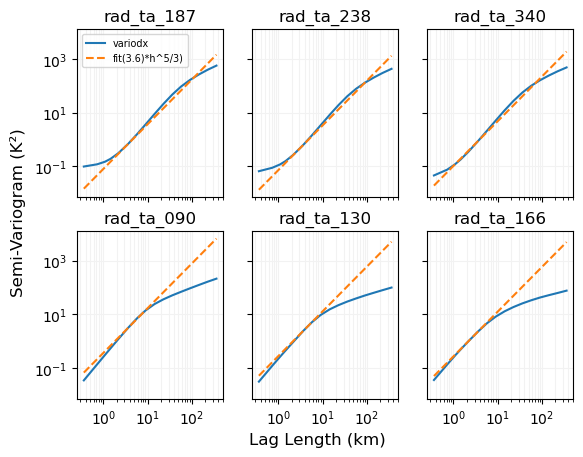 rad_ta_187
rad_ta_238
rad_ta_340
variodx
fit(3.6)*h^5/3)
10³
10¹
10⁻¹
Semi-Variogram (K²)
rad_ta_090
rad_ta_130
rad_ta_166
10³
10¹
10⁻¹
10⁰ 10¹ 10²
10⁰ 10¹ 10²
10⁰ 10¹ 10²
Lag Length (km)